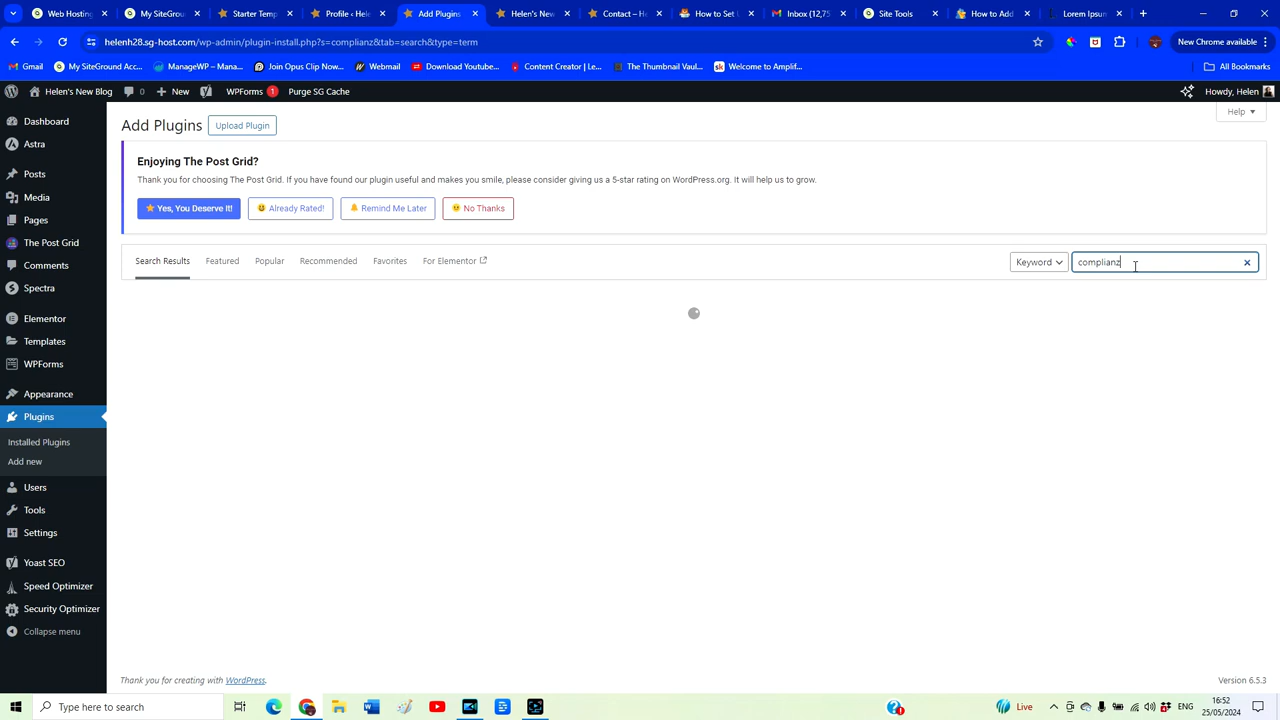 Web Hosting
My SiteGrou
Starter Temp
Profile ‹ Hele
Add Plugins
Helen's New
Contact – He
How to Set U
Inbox (12,75
Site Tools
How to Add
Lorem Ipsum
helenh28.sg-host.com/wp-admin/plugin-install.php?s=complianz&tab=search&type=term
New Chrome available
Gmail
My SiteGround Acc...
ManageWP – Mana...
Join Opus Clip Now...
Webmail
Download Youtube...
Content Creator | Le...
The Thumbnail Vaul...
Welcome to Amplif...
All Bookmarks
Helen's New Blog 0 New WPForms 1 Purge SG Cache Howdy, Helen
Help
Dashboard
Astra
Posts
Media
Pages
The Post Grid
Comments
Spectra
Elementor
Templates
WPForms
Appearance
Plugins
Installed Plugins
Add new
Users
Tools
Settings
Yoast SEO
Speed Optimizer
Security Optimizer
Collapse menu
Add Plugins Upload Plugin
Enjoying The Post Grid?
Thank you for choosing The Post Grid. If you have found our plugin useful and makes you smile, please consider giving us a 5-star rating on WordPress.org. It will help us to grow.
Yes, You Deserve It! Already Rated! Remind Me Later No Thanks
Search Results Featured Popular Recommended Favorites For Elementor Keyword complianz
Thank you for creating with WordPress. Version 6.5.3
Type here to search
Live
ENG
16:52
25/05/2024